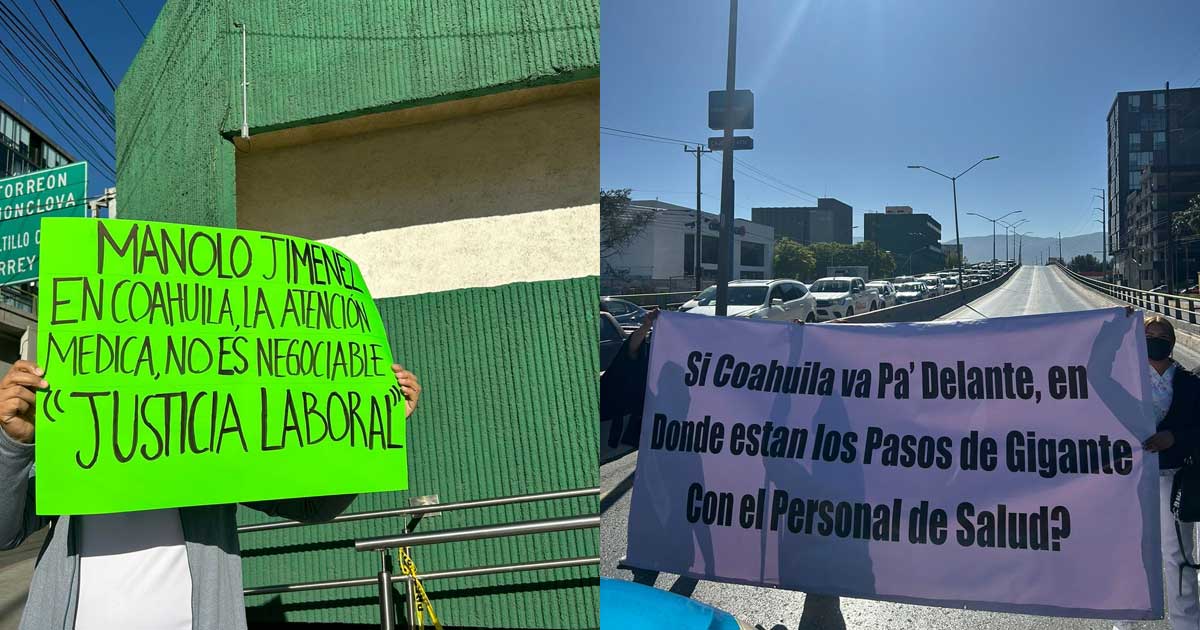 TORREON
MANOLO JIMENEZ
EN COAHUILA, LA ATENCIÓN
MEDICA, NO ES NEGOCIABLE
"JUSTICIA LABORAL"
Si Coahuila va Pa' Delante, en
Donde estan los Pasos de Gigante
Con el Personal de Salud?